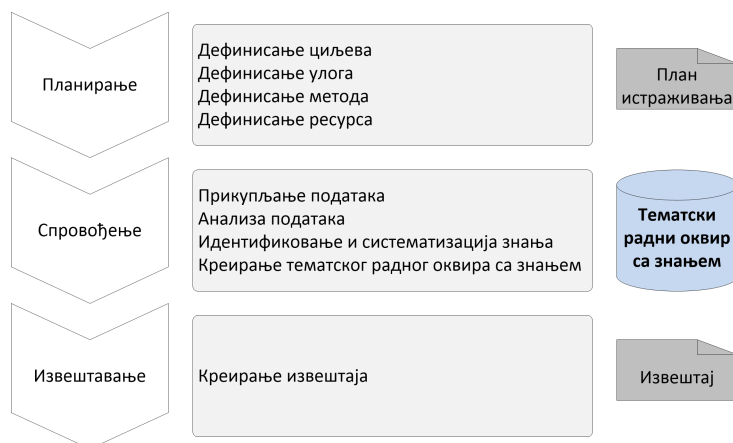 Планирање
Дефинисање циљева
Дефинисање улога
Дефинисање метода
Дефинисање ресурса
План
истраживања
Спровођење
Прикупљање података
Анализа података
Идентификовање и систематизација знања
Креирање тематског радног оквира са знањем
Тематски
радни оквир
са знањем
Извештавање
Креирање извештаја
Извештај